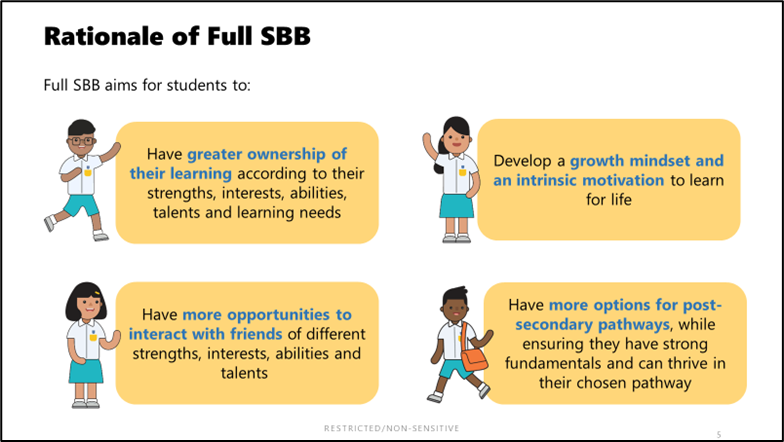 Rationale of Full SBB
Full SBB aims for students to:
Have greater ownership of
their learning according to their
strengths, interests, abilities,
talents and learning needs
Develop a growth mindset and
an intrinsic motivation to learn
for life
Have more opportunities to
interact with friends of different
strengths, interests, abilities and
talents
Have more options for post-
secondary pathways, while
ensuring they have strong
fundamentals and can thrive in
their chosen pathway
RESTRICTED/NON-SENSITIVE
5